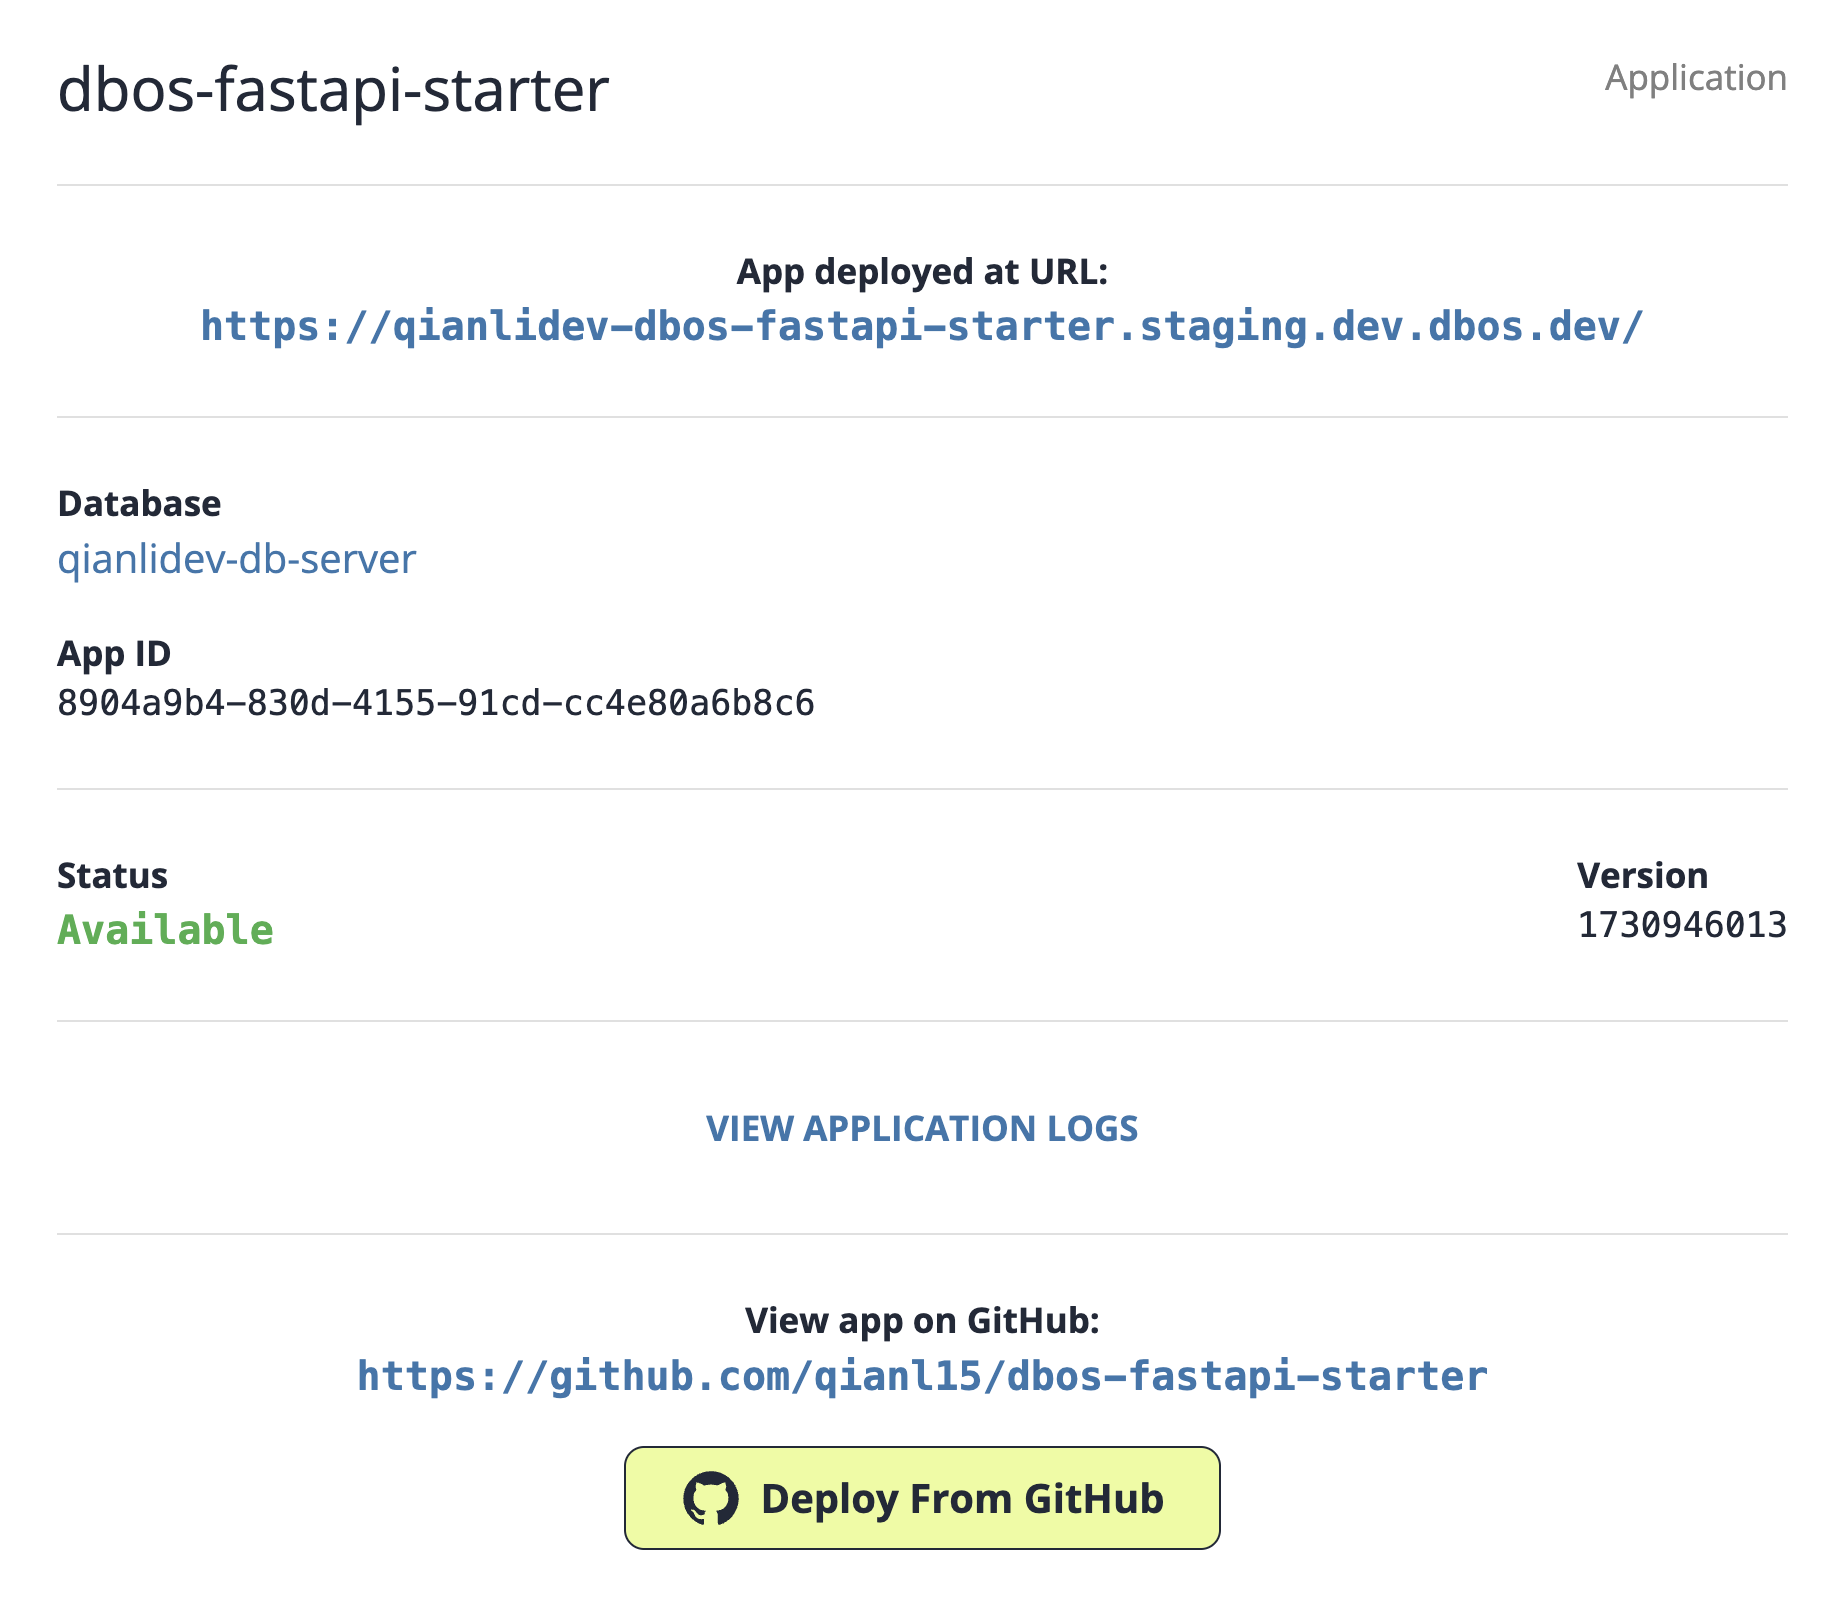 dbos-fastapi-starter
Application
App deployed at URL:
https://qianlidev-dbos-fastapi-starter.staging.dev.dbos.dev/
Database
qianlidev-db-server
App ID
8904a9b4-830d-4155-91cd-cc4e80a6b8c6
Status
Available
Version
1730946013
VIEW APPLICATION LOGS
View app on GitHub:
https://github.com/qianl15/dbos-fastapi-starter
Deploy From GitHub